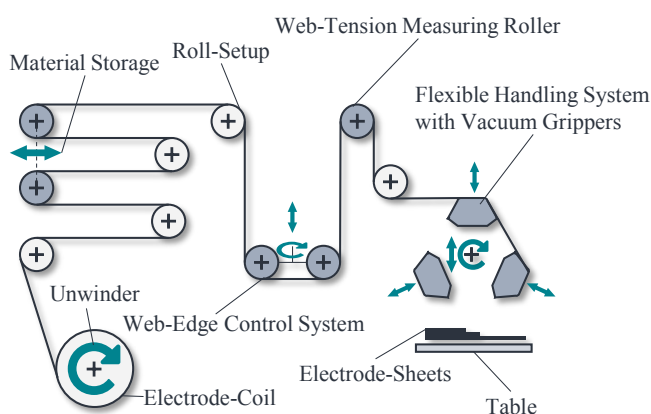 Web-Tension Measuring Roller
Roll-Setup
Material Storage
Flexible Handling System
with Vacuum Grippers
Unwinder
Web-Edge Control System
Electrode-Sheets
Electrode-Coil
Table